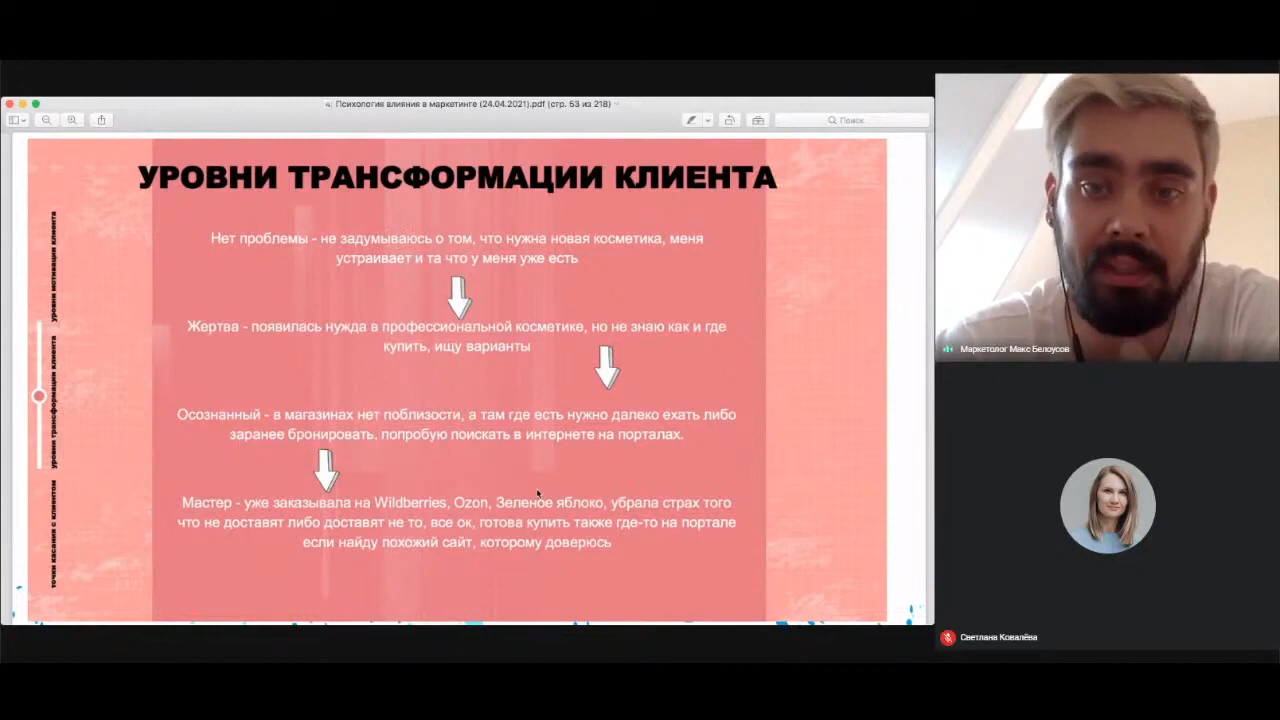 Психология влияния в маркетинге (24.04.2021).pdf (стр. 53 из 218)
Поиск
УРОВНИ ТРАНСФОРМАЦИИ КЛИЕНТА
Нет проблемы - не задумываюсь о том, что нужна новая косметика, меня
устраивает и та что у меня уже есть
Жертва - появилась нужда в профессиональной косметике, но не знаю как и где
купить, ищу варианты
Осознанный - в магазинах нет поблизости, а там где есть нужно далеко ехать либо
заранее бронировать, попробую поискать в интернете на порталах.
Мастер - уже заказывала на Wildberries, Ozon, Зеленое яблоко, убрала страх того
что не доставят либо доставят не то, все ок, готова купить также где-то на портале
если найду похожий сайт, которому доверюсь
уровни мотивации клиента
уровни трансформации клиента
точки касания с клиентом
Маркетолог Макс Белоусов
Светлана Ковалёва